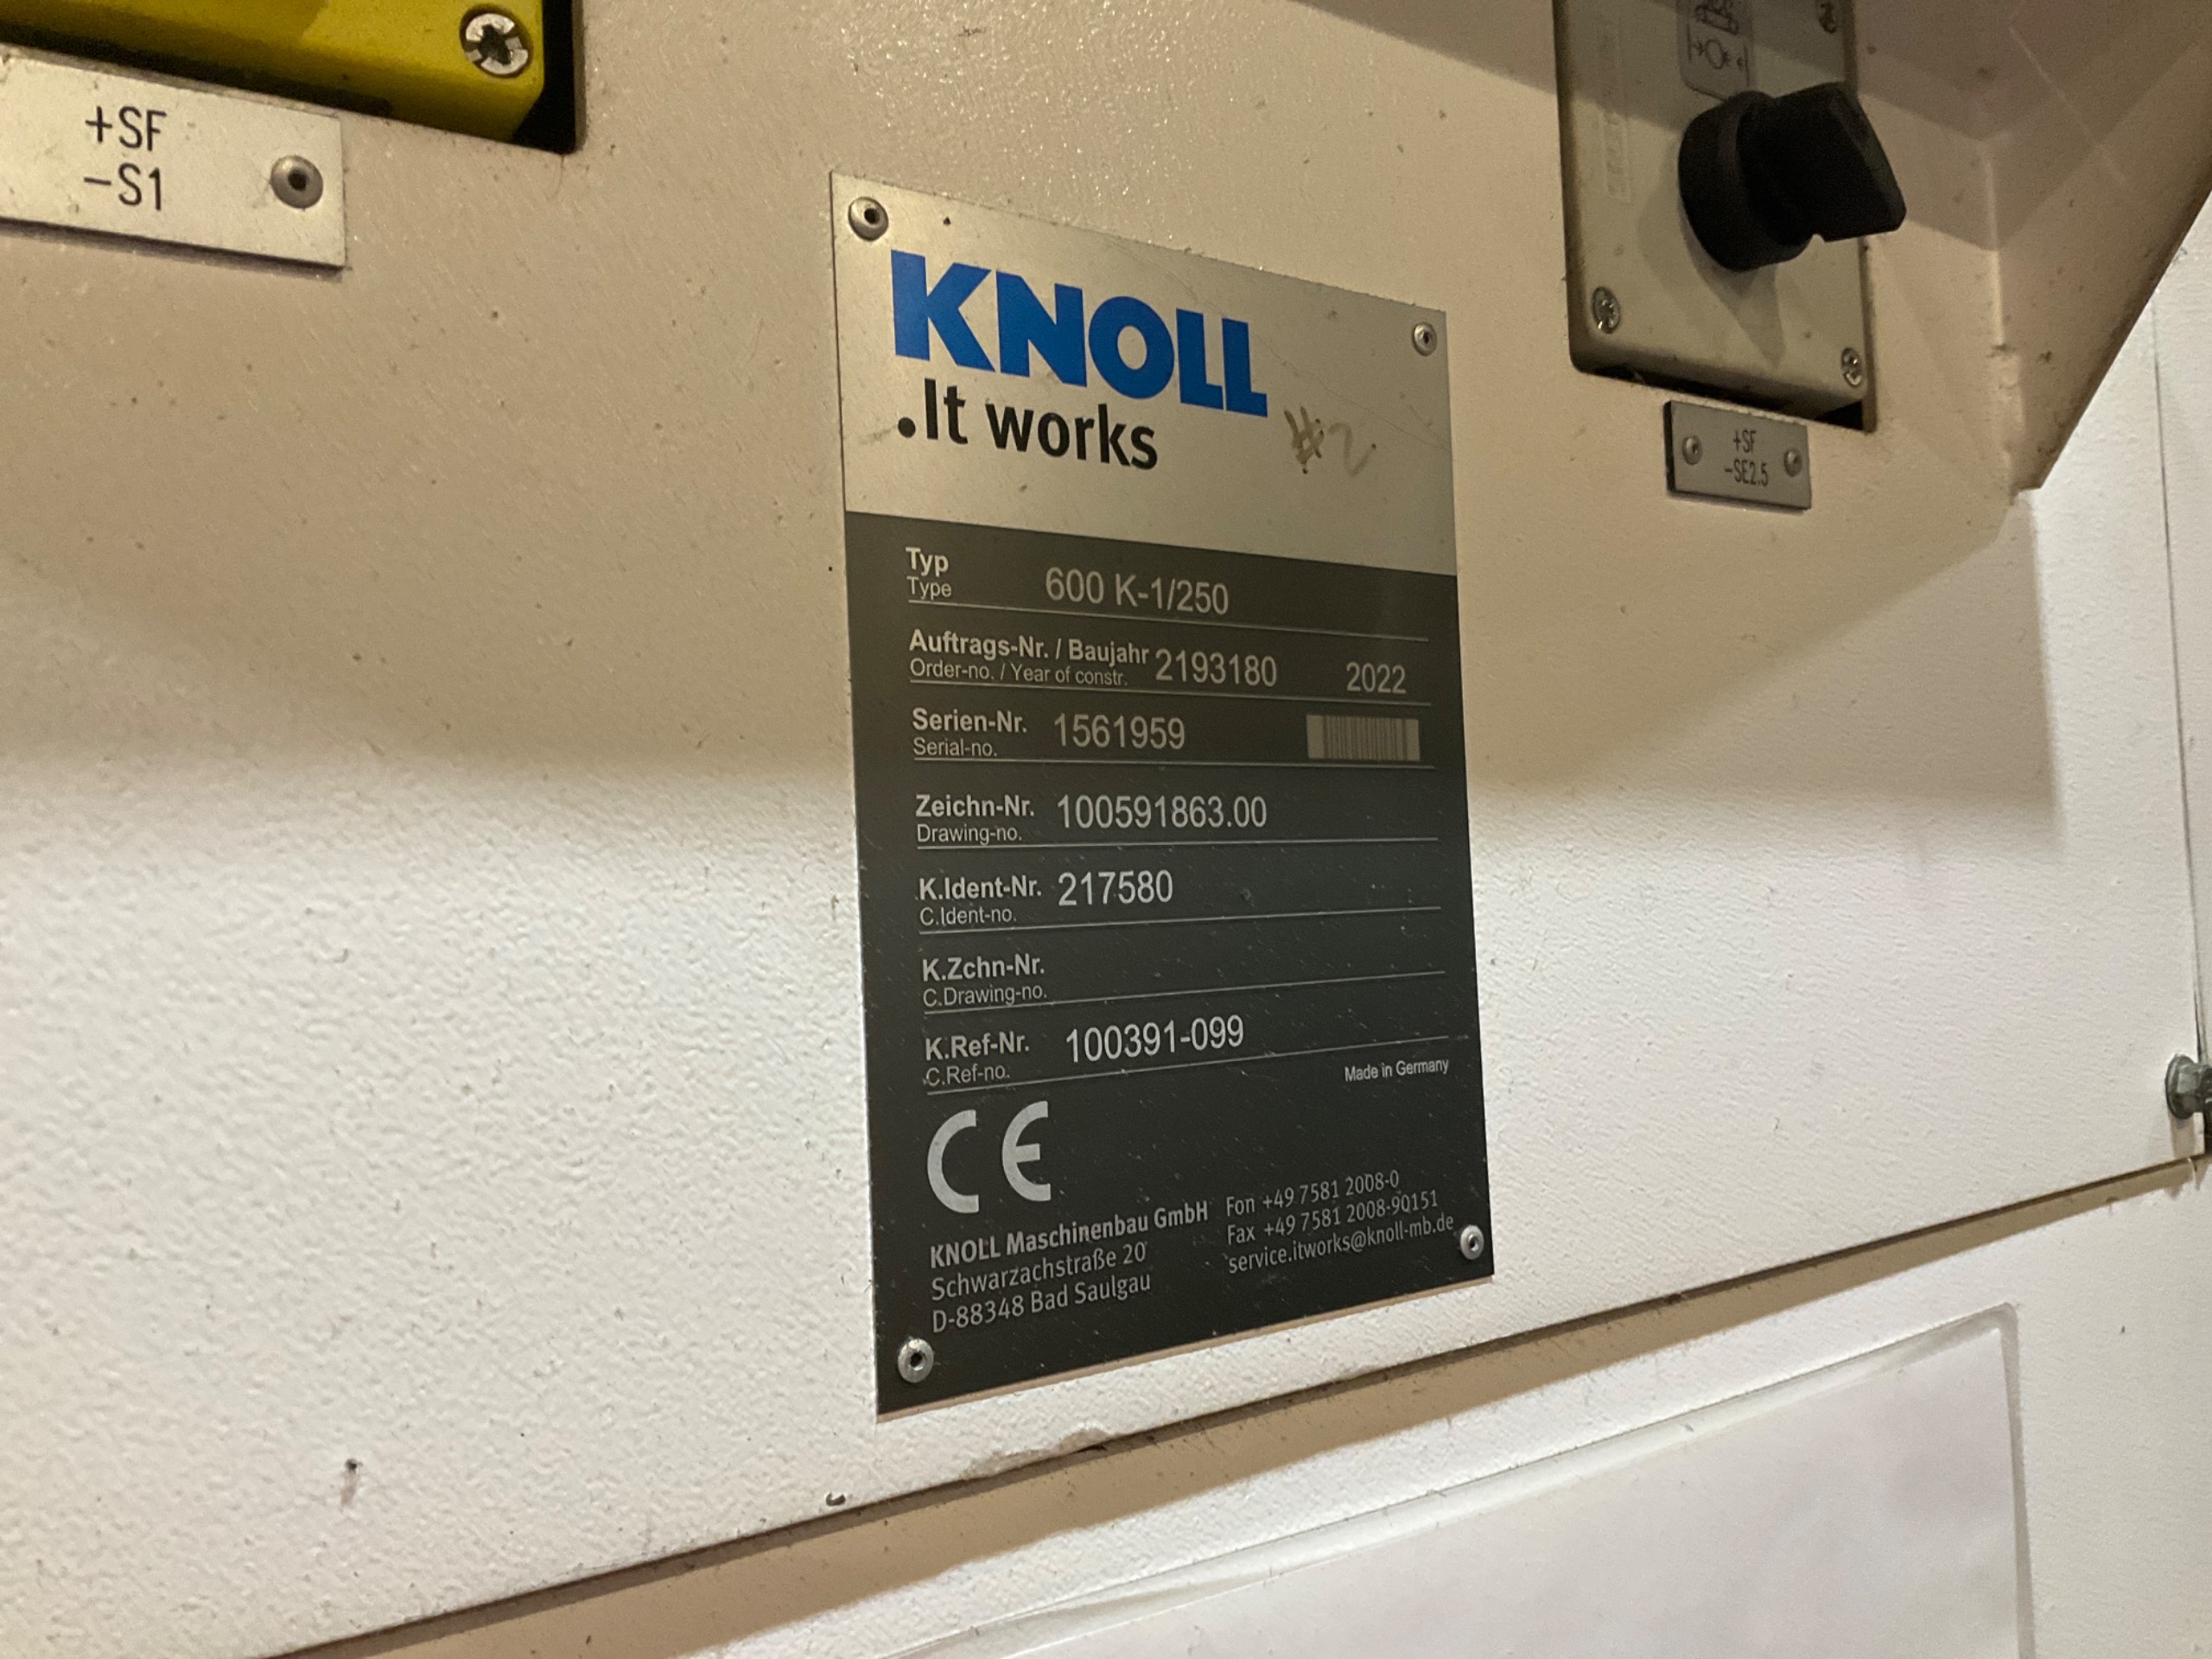 +SF
-S1
KNOLL
.It works
#2
Typ
Type
600 K-1/250
Auftrags-Nr. / Baujahr
Order-no. / Year of constr.
2193180 2022
Serien-Nr.
Serial-no.
1561959
Zeichn-Nr.
Drawing-no.
100591863.00
K.Ident-Nr.
C.Ident-no.
217580
K.Zchn-Nr.
C.Drawing-no.
K.Ref-Nr.
C.Ref-no.
100391-099
Made in Germany
CE
KNOLL Maschinenbau GmbH
Schwarzachstraße 20
D-88348 Bad Saulgau
Fon +49 7581 2008-0
Fax +49 7581 2008-90151
service.itworks@knoll-mb.de
+SF
-SE2.5